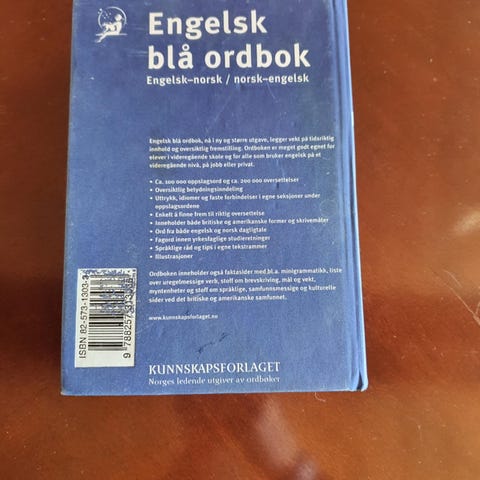 Engelsk
blå ordbok
Engelsk–norsk / norsk–engelsk
Engelsk blå ordbok, nå i ny og større utgave, legger vekt på tidsriktig
innhold og oversiktlig fremstilling. Ordboken er meget godt egnet for
elever i videregående skole og for alle som bruker engelsk på et
videregående nivå, på jobb eller privat.
• Ca. 100 000 oppslagsord og ca. 200 000 oversettelser
• Oversiktlig betydningsinndeling
• Uttrykk, idiomer og faste forbindelser i egne seksjoner under
oppslagsordene
• Enkelt å finne frem til riktig oversettelse
• Inneholder både britiske og amerikanske former og skrivemåter
• Ord fra både engelsk og norsk dagligtale
• Fagord innen yrkesfaglige studieretninger
• Språklige råd og tips i egne tekstrammer
• Illustrasjoner
Ordboken inneholder også faktasider med bl.a. minigrammatikk, liste
over uregelmessige verb, stoff om brevskriving, mål og vekt,
myntenheter og stoff om språklige, samfunnsmessige og kulturelle
sider ved det britiske og amerikanske samfunnet.
www.kunnskapsforlaget.no
KUNNSKAPSFORLAGET
Norges ledende utgiver av ordbøker
ISBN 82-573-1303-9